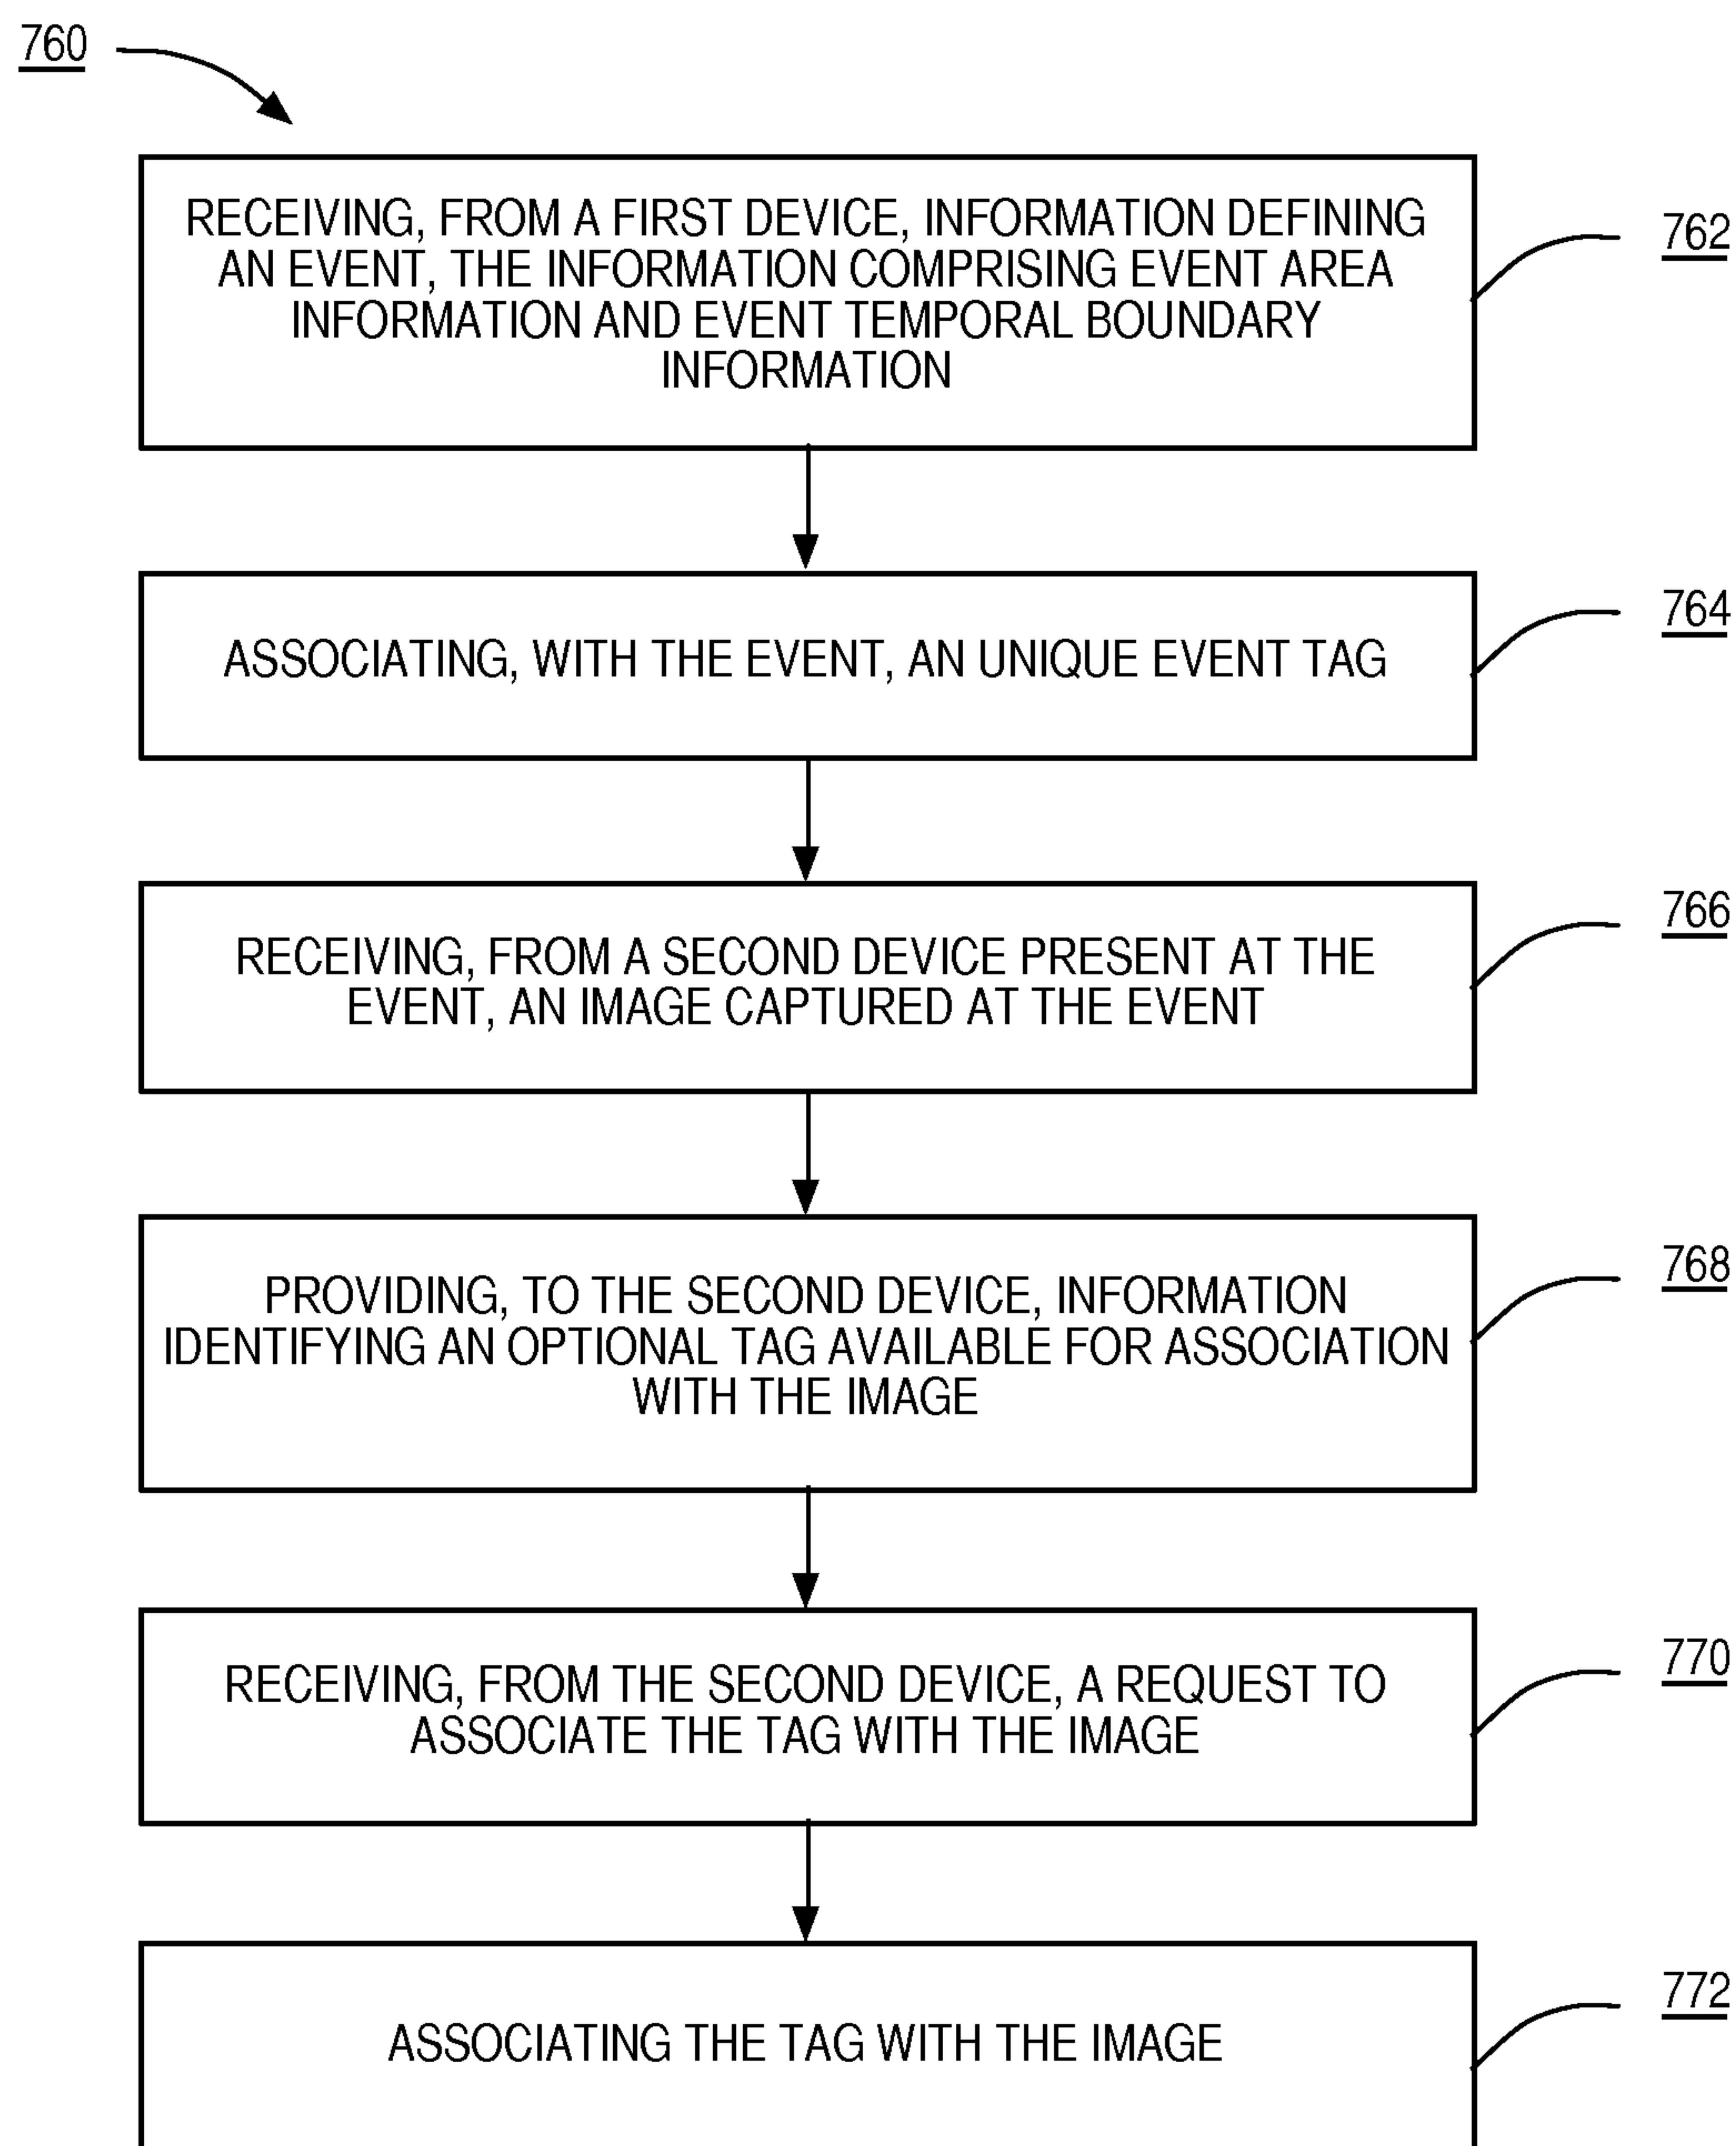 760
RECEIVING, FROM A FIRST DEVICE, INFORMATION DEFINING
AN EVENT, THE INFORMATION COMPRISING EVENT AREA
INFORMATION AND EVENT TEMPORAL BOUNDARY
INFORMATION
762
ASSOCIATING, WITH THE EVENT, AN UNIQUE EVENT TAG
764
RECEIVING, FROM A SECOND DEVICE PRESENT AT THE
EVENT, AN IMAGE CAPTURED AT THE EVENT
766
PROVIDING, TO THE SECOND DEVICE, INFORMATION
IDENTIFYING AN OPTIONAL TAG AVAILABLE FOR ASSOCIATION
WITH THE IMAGE
768
RECEIVING, FROM THE SECOND DEVICE, A REQUEST TO
ASSOCIATE THE TAG WITH THE IMAGE
770
ASSOCIATING THE TAG WITH THE IMAGE
772